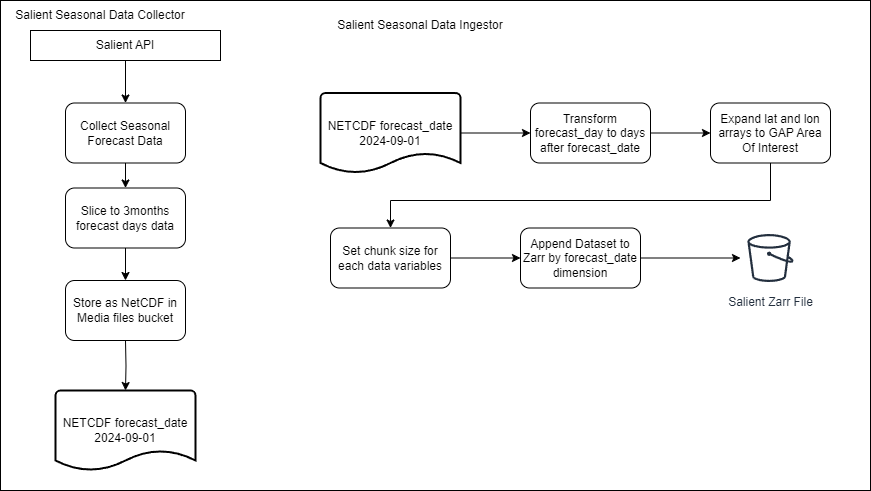 Salient Seasonal Data Collector
Salient API
Collect Seasonal
Forecast Data
Slice to 3months
forecast days data
Store as NetCDF in
Media files bucket
NETCDF forecast_date
2024-09-01
Salient Seasonal Data Ingestor
NETCDF forecast_date
2024-09-01
Transform
forecast_day to days
after forecast_date
Expand lat and lon
arrays to GAP Area
Of Interest
Set chunk size for
each data variables
Append Dataset to
Zarr by forecast_date
dimension
Salient Zarr File